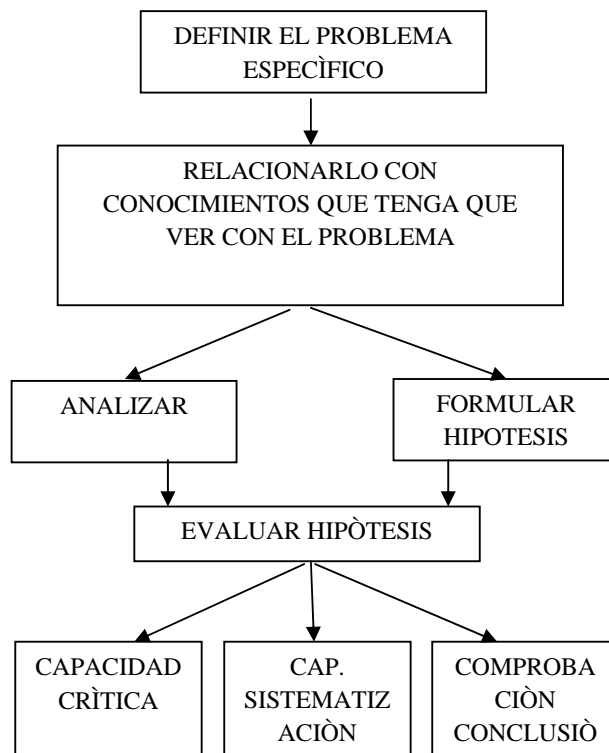 DEFINIR EL PROBLEMA
ESPECÌFICO
RELACIONARLO CON
CONOCIMIENTOS QUE TENGA QUE
VER CON EL PROBLEMA
ANALIZAR
FORMULAR
HIPOTESIS
EVALUAR HIPÒTESIS
CAPACIDAD
CRÌTICA
CAP.
SISTEMATIZ
ACIÒN
COMPROBA
CIÒN
CONCLUSIÒ